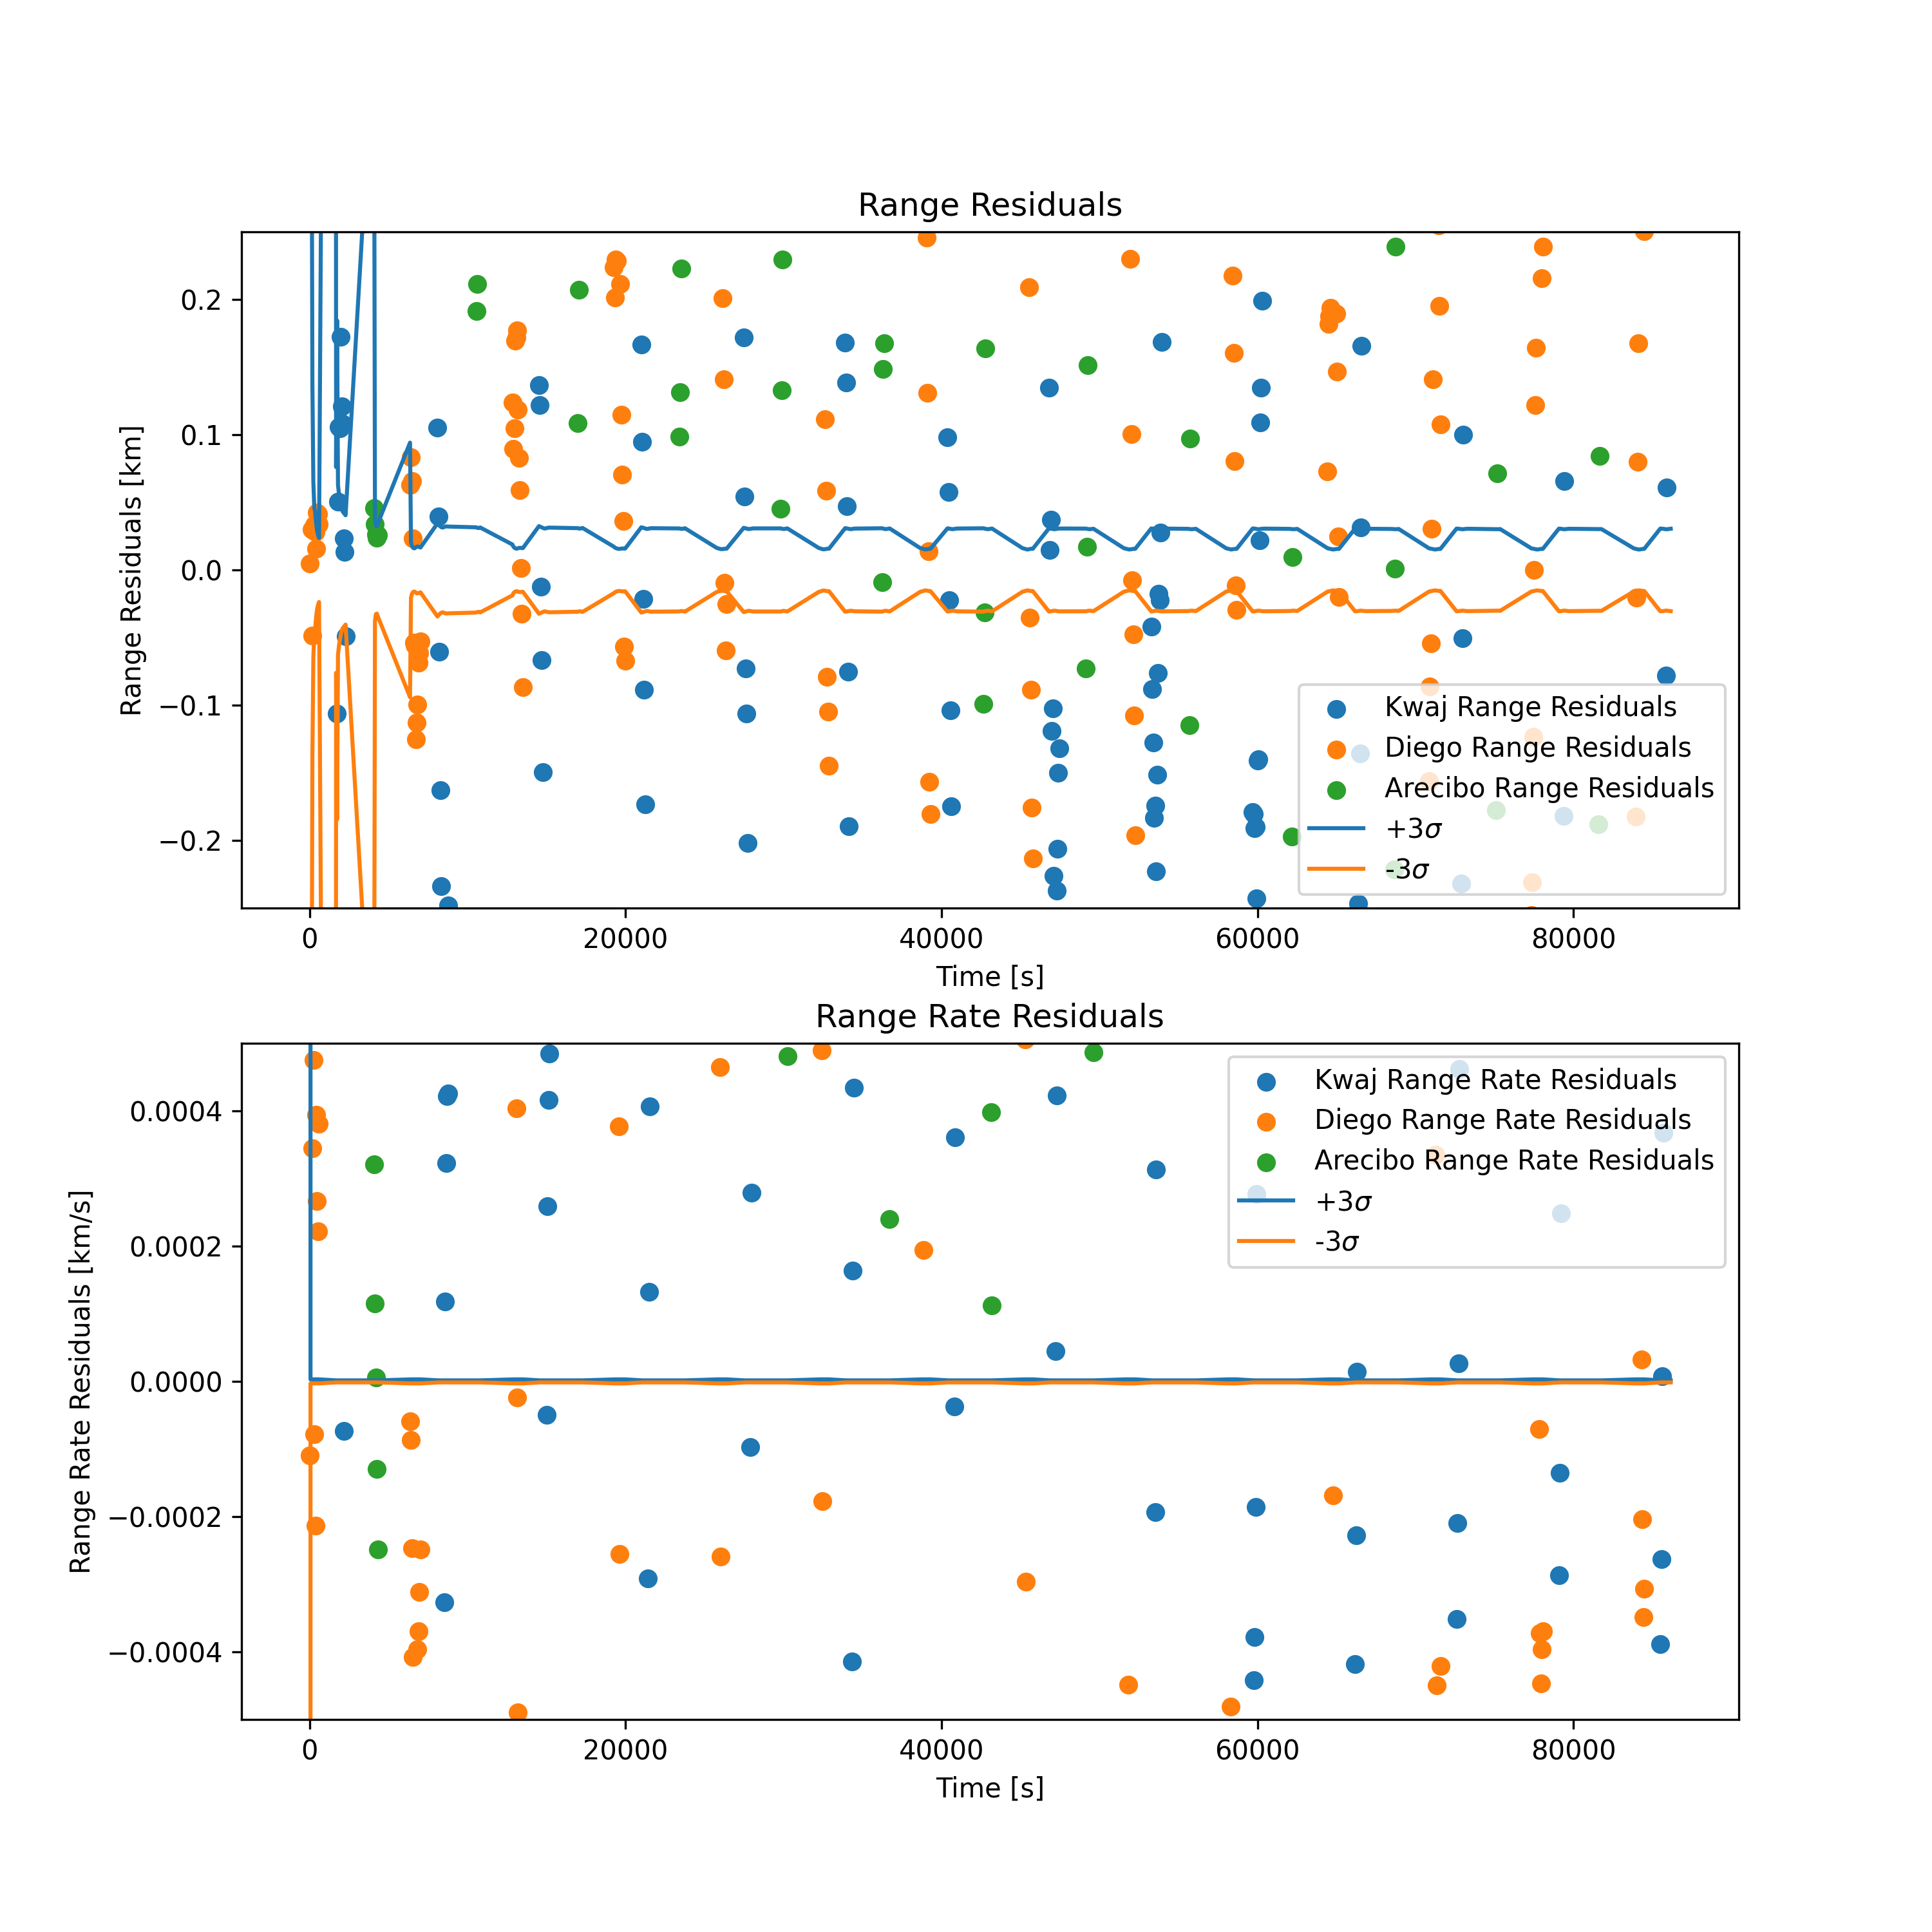 Range Residuals
Range Residuals [km]
0.2
0.1
0.0
−0.1
−0.2
Kwaj Range Residuals
Diego Range Residuals
Arecibo Range Residuals
+3σ
-3σ
0 20000 40000 60000 80000
Time [s]
Range Rate Residuals
Range Rate Residuals [km/s]
0.0004
0.0002
0.0000
−0.0002
−0.0004
Kwaj Range Rate Residuals
Diego Range Rate Residuals
Arecibo Range Rate Residuals
+3σ
-3σ
0 20000 40000 60000 80000
Time [s]